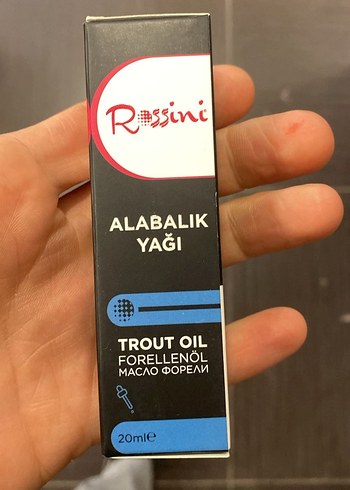 Rossini
ALABALIK
YAĞI
TROUT OIL
FORELLENÖL
МАСЛО ФОРЕЛИ
20ml℮